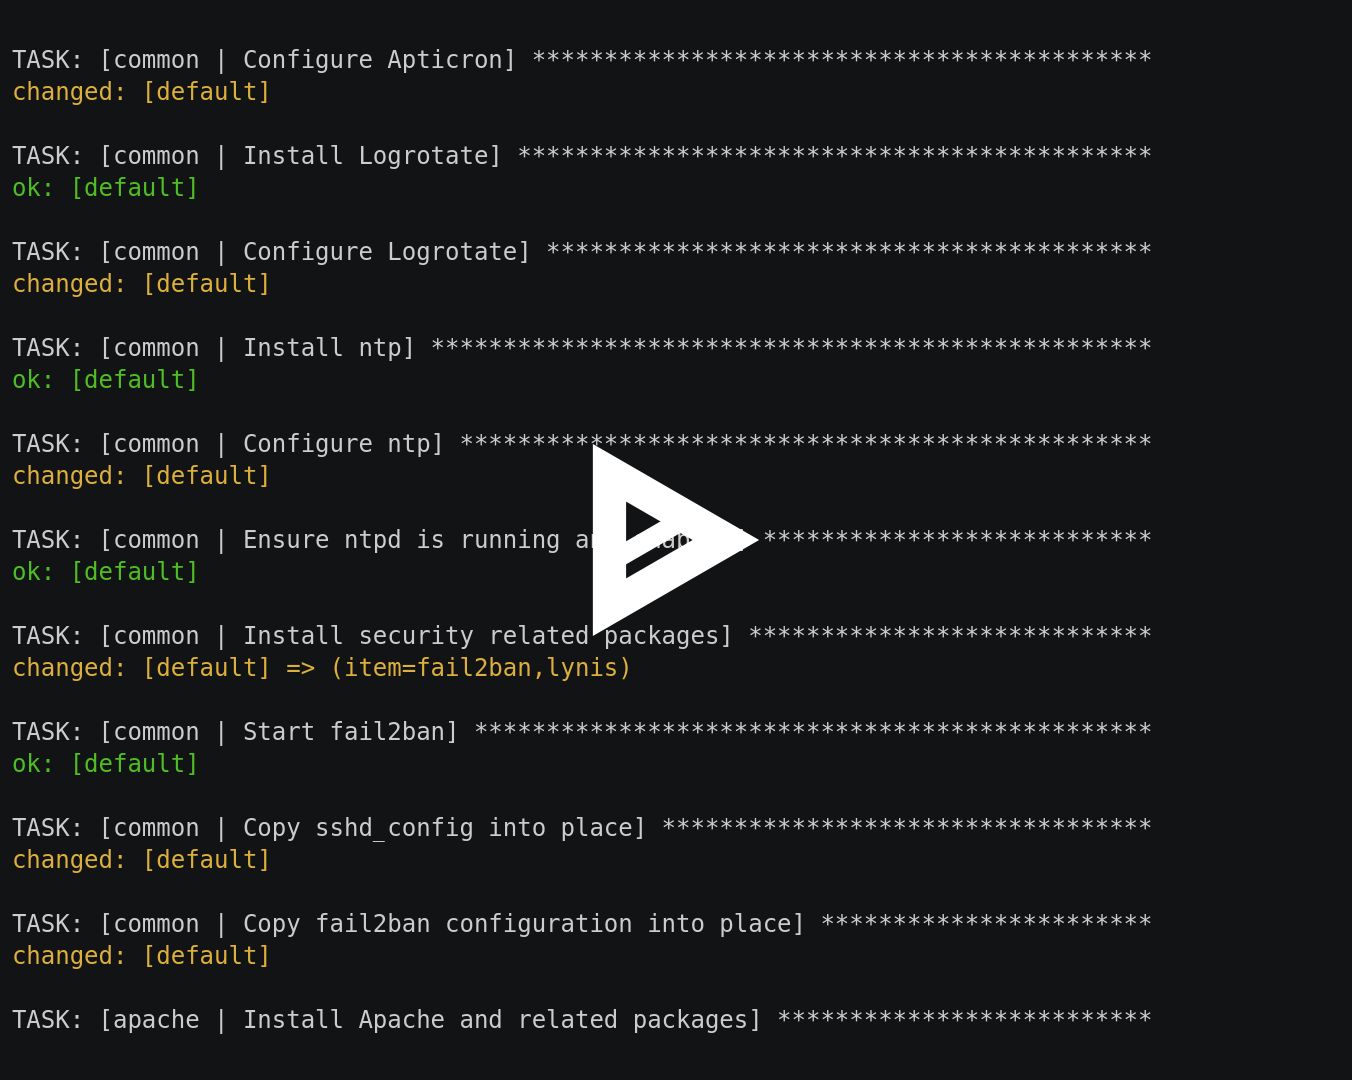 TASK: [common | Configure Apticron] *******************************************
changed: [default]
TASK: [common | Install Logrotate] ********************************************
ok: [default]
TASK: [common | Configure Logrotate] ******************************************
changed: [default]
TASK: [common | Install ntp] **************************************************
ok: [default]
TASK: [common | Configure ntp] ************************************************
changed: [default]
TASK: [common | Ensure ntpd is running ***************************
ok: [default]
TASK: [common | Install security related packages] ****************************
changed: [default] => (item=fail2ban,lynis)
TASK: [common | Start fail2ban] ***********************************************
ok: [default]
TASK: [common | Copy sshd_config into place] **********************************
changed: [default]
TASK: [common | Copy fail2ban configuration into place] ***********************
changed: [default]
TASK: [apache | Install Apache and related packages] **************************